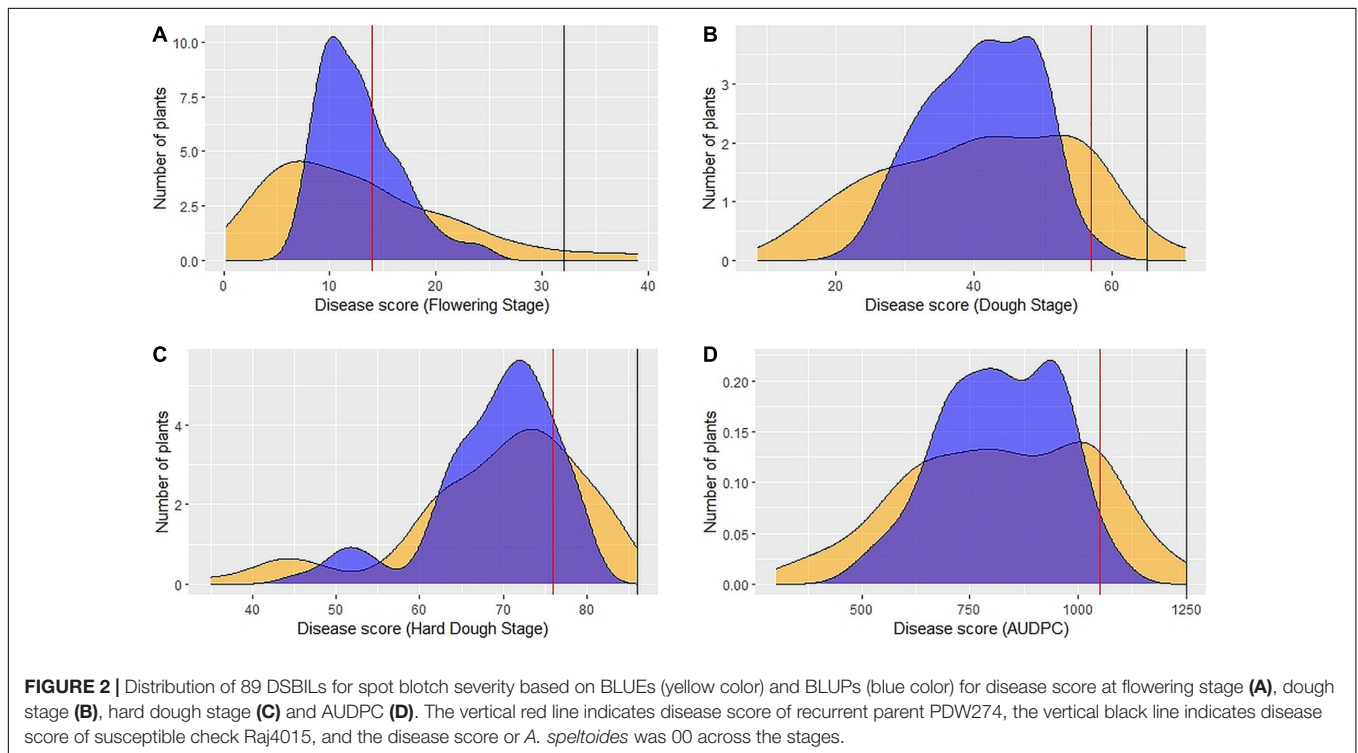 A
10.0
7.5
5.0
2.5
0.0
Number of plants
0 10 20 30 40
Disease score (Flowering Stage)
B
3
2
1
0
Number of plants
20 40 60
Disease score (Dough Stage)
C
4
2
0
Number of plants
40 50 60 70 80
Disease score (Hard Dough Stage)
D
0.20
0.15
0.10
0.05
0.00
Number of plants
500 750 1000 1250
Disease score (AUDPC)
FIGURE 2 | Distribution of 89 DSBILs for spot blotch severity based on BLUEs (yellow color) and BLUPs (blue color) for disease score at flowering stage (A), dough
stage (B), hard dough stage (C) and AUDPC (D). The vertical red line indicates disease score of recurrent parent PDW274, the vertical black line indicates disease
score of susceptible check Raj4015, and the disease score or A. speltoides was 00 across the stages.